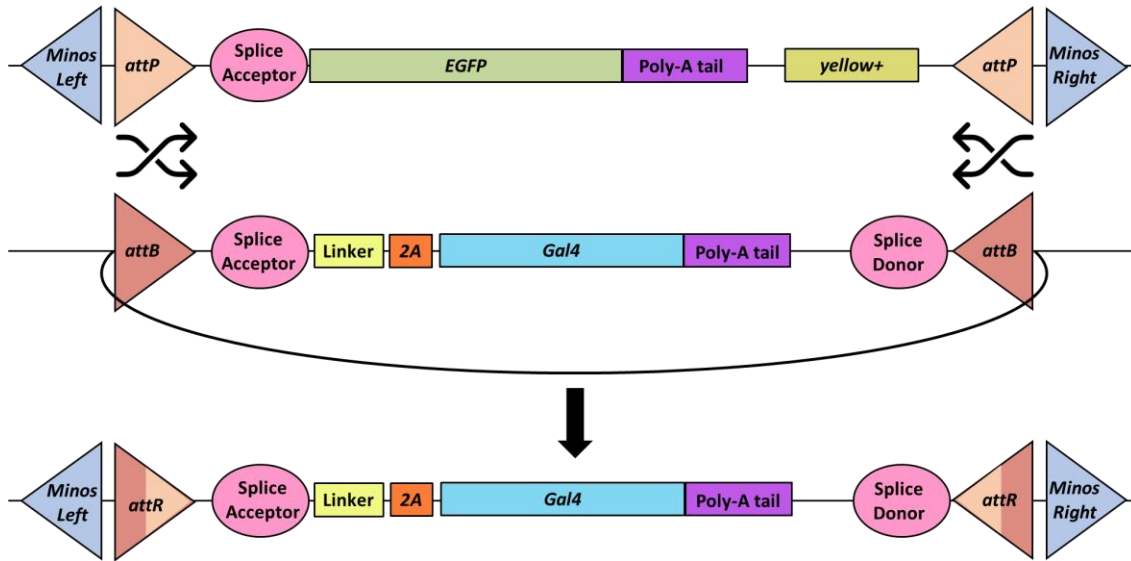 Minos Left
attP
Splice Acceptor
EGFP
Poly-A tail
yellow+
attP
Minos Right
attB
Splice Acceptor
Linker
2A
Gal4
Poly-A tail
Splice Donor
attB
Minos Left
attR
Splice Acceptor
Linker
2A
Gal4
Poly-A tail
Splice Donor
attR
Minos Right